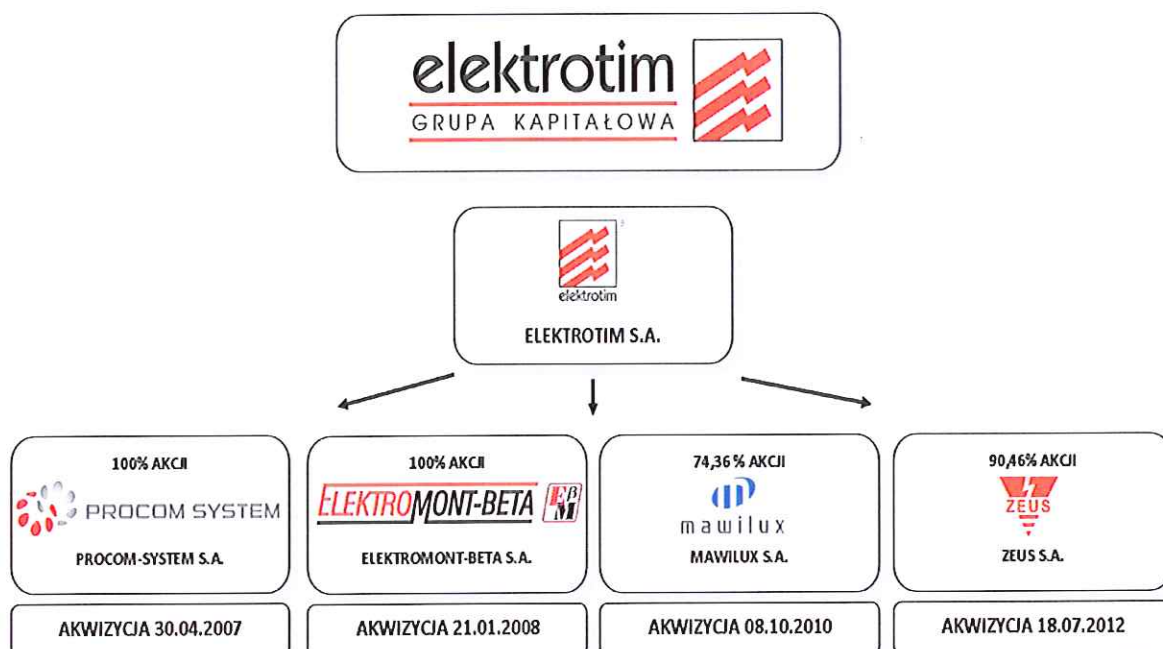 elektrotim
GRUPA KAPITAŁOWA
elektrotim
ELEKTROTIM S.A.
100% AKCJI
PROCOM SYSTEM
PROCOM-SYSTEM S.A.
100% AKCJI
ELEKTROMONT-BETA
EβM
ELEKTROMONT-BETA S.A.
74,36% AKCJI
mawilux
MAWILUX S.A.
90,46% AKCJI
ZEUS
ZEUS S.A.
AKWIZYCJA 30.04.2007
AKWIZYCJA 21.01.2008
AKWIZYCJA 08.10.2010
AKWIZYCJA 18.07.2012